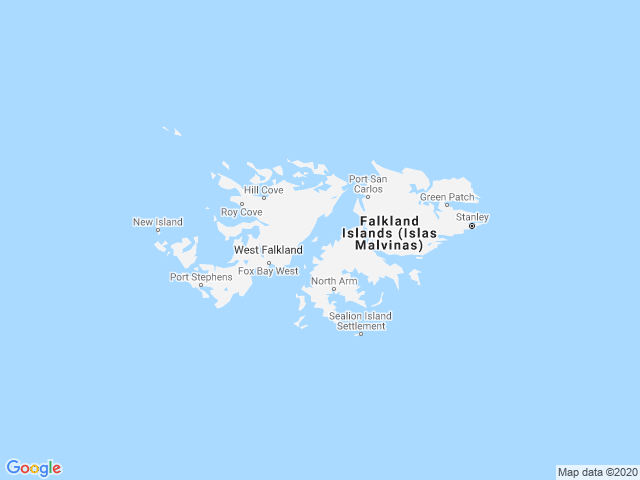 Port San
Carlos
Hill Cove
Green Patch
Roy Cove
Stanley
New Island
Falkland
Islands (Islas
Malvinas)
West Falkland
Fox Bay West
Port Stephens
North Arm
Sealion Island
Settlement
Google
Map data ©2020